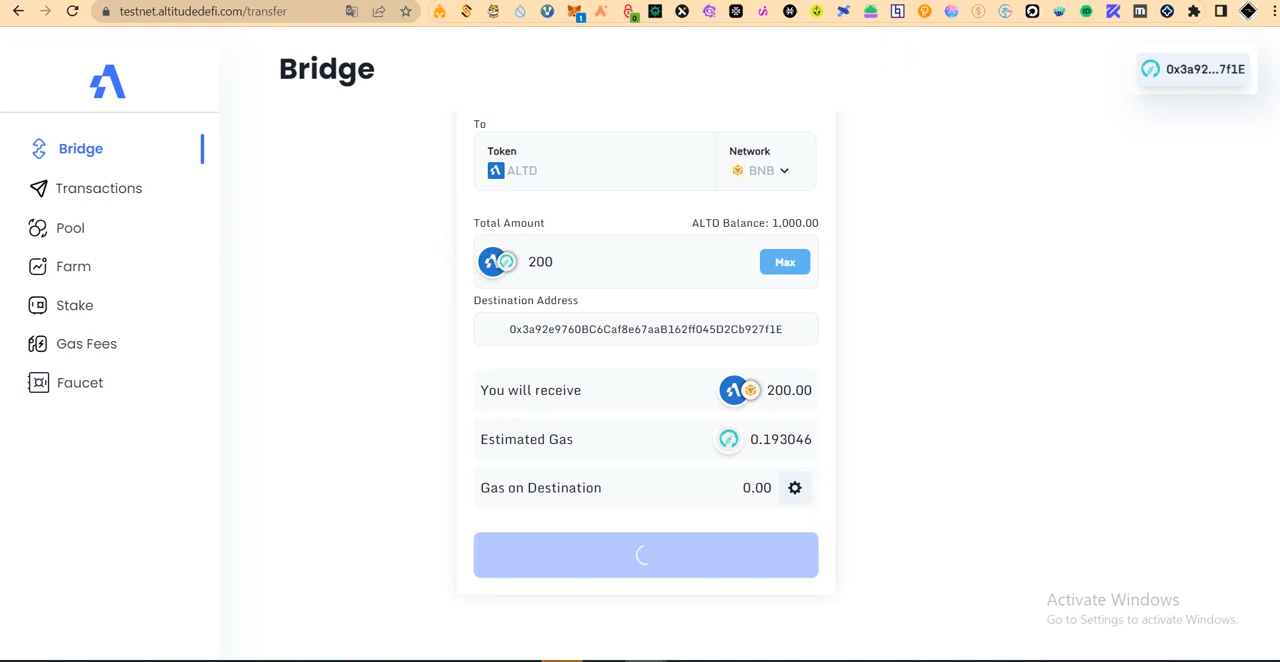 testnet.altitudedefi.com/transfer
1
0
Bridge
0x3a92...7f1E
Bridge
Transactions
Pool
Farm
Stake
Gas Fees
Faucet
To
Token
Network
ALTD
BNB
Total Amount
ALTD Balance: 1,000.00
200
Max
Destination Address
0x3a92e9760BC6Caf8e67aaB162ff045D2Cb927f1E
You will receive
200.00
Estimated Gas
0.193046
Gas on Destination
0.00
Activate Windows
Go to Settings to activate Windows.